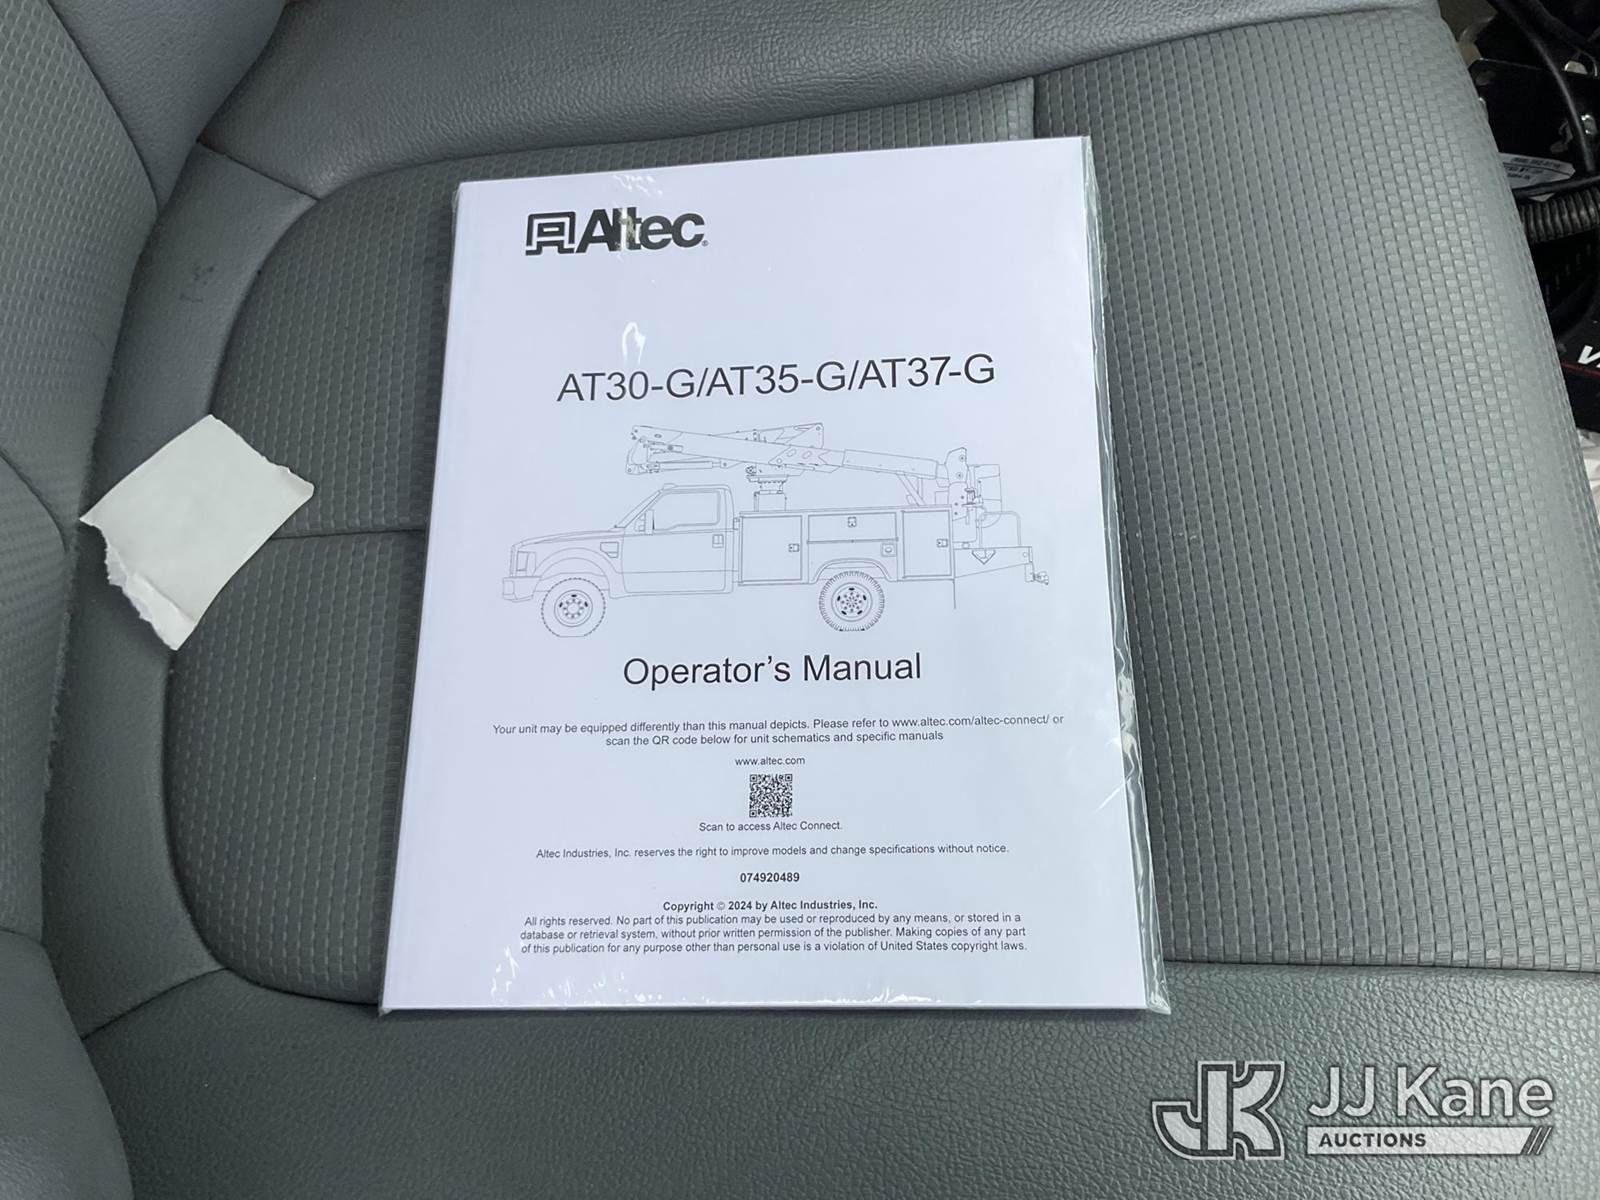 Altec®
AT30-G/AT35-G/AT37-G
Operator's Manual
Your unit may be equipped differently than this manual depicts. Please refer to www.altec.com/altec-connect/ or
scan the QR code below for unit schematics and specific manuals
www.altec.com
Scan to access Altec Connect.
Altec Industries, Inc. reserves the right to improve models and change specifications without notice.
074920489
Copyright © 2024 by Altec Industries, Inc.
All rights reserved. No part of this publication may be used or reproduced by any means, or stored in a
database or retrieval system, without prior written permission of the publisher. Making copies of any part
of this publication for any purpose other than personal use is a violation of United States copyright laws.
JK JJ Kane
AUCTIONS